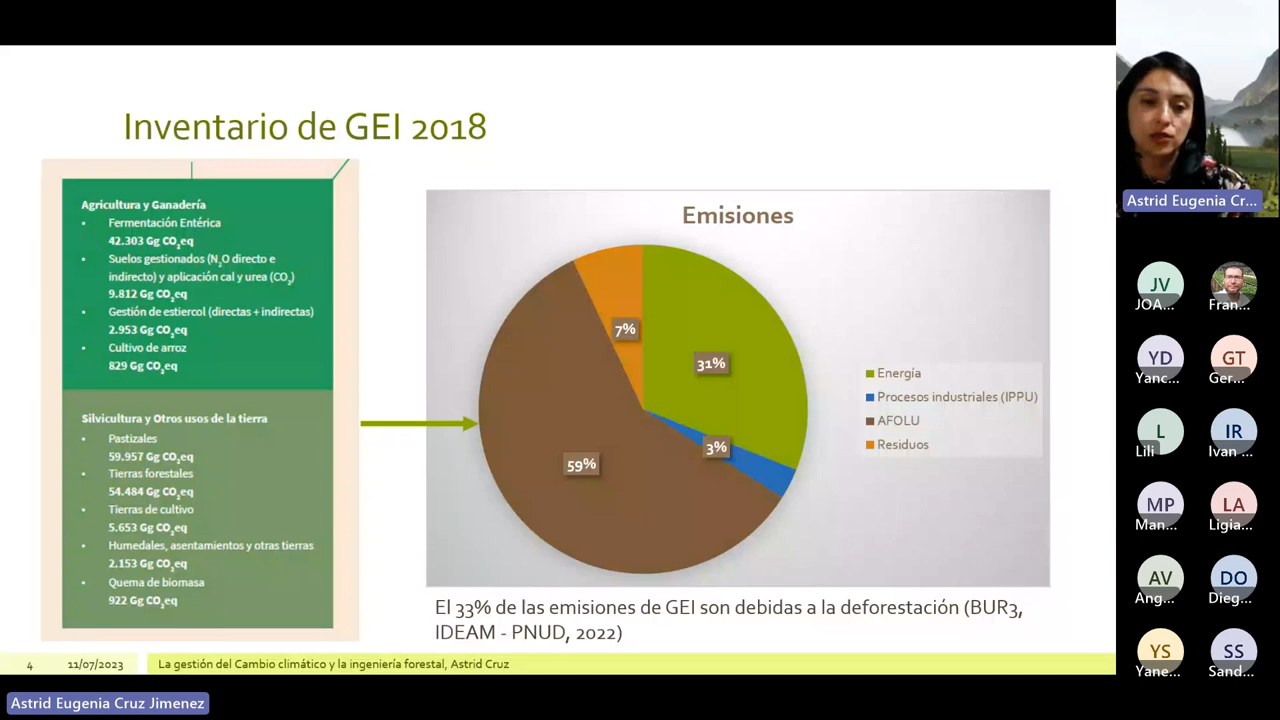 Inventario de GEI 2018
Agricultura y Ganadería
• Fermentación Entérica
42.303 Gg CO2eq
• Suelos gestionados (N2O directo e
indirecto) y aplicación cal y urea (CO2)
9.812 Gg CO2eq
• Gestión de estiercol (directas + indirectas)
2.953 Gg CO2eq
• Cultivo de arroz
829 Gg CO2eq
Silvicultura y Otros usos de la tierra
• Pastizales
59.957 Gg CO2eq
• Tierras forestales
54.484 Gg CO2eq
• Tierras de cultivo
5.653 Gg CO2eq
• Humedales, asentamientos y otras tierras
2.153 Gg CO2eq
• Quema de biomasa
922 Gg CO2eq
Emisiones
7%
31%
3%
59%
Energía
Procesos industriales (IPPU)
AFOLU
Residuos
El 33% de las emisiones de GEI son debidas a la deforestación (BUR3,
IDEAM - PNUD, 2022)
4 11/07/2023 La gestión del Cambio climático y la ingeniería forestal, Astrid Cruz
Astrid Eugenia Cruz Jimenez
Astrid Eugenia Cr...
JV
JOA...
Fran...
YD
Yanc...
GT
Ger...
L
Lili
IR
Ivan ...
MP
Man...
LA
Ligia...
AV
Ang...
DO
Dieg...
YS
Yane...
SS
Sand...